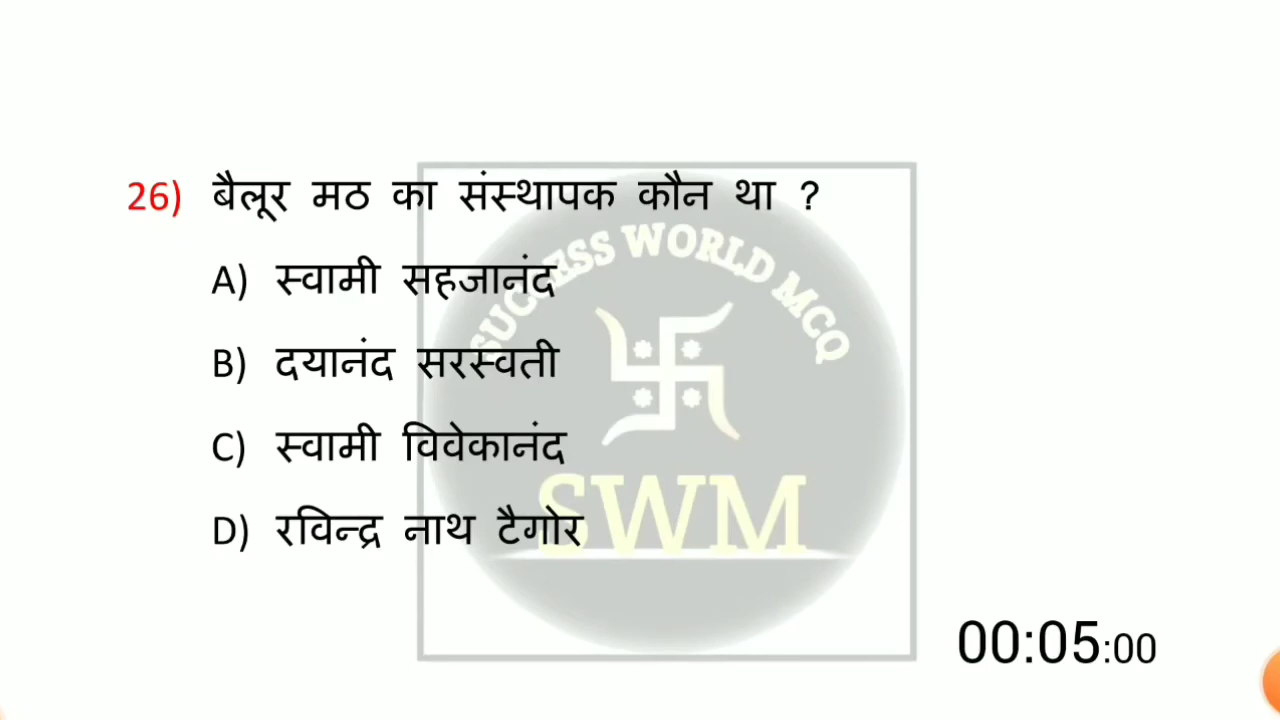 26) बैलूर मठ का संस्थापक कौन था ?
A) स्वामी सहजानंद
B) दयानंद सरस्वती
C) स्वामी विवेकानंद
D) रविन्द्र नाथ टैगोर
SUCCESS WORLD MCQ
SWM
00:05:00